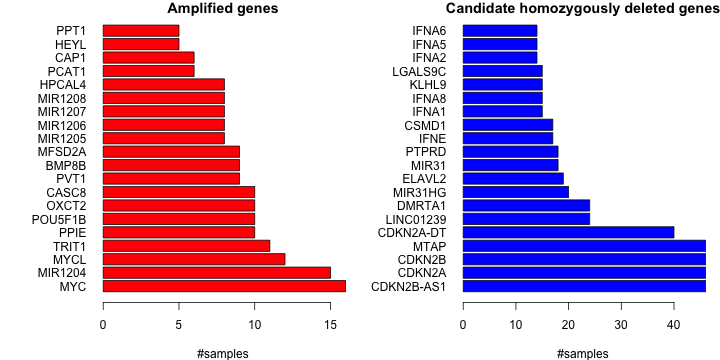 Amplified genes
PPT1
HEYL
CAP1
PCAT1
HPCAL4
MIR1208
MIR1207
MIR1206
MIR1205
MFSD2A
BMP8B
PVT1
CASC8
OXCT2
POU5F1B
PPIE
TRIT1
MYCL
MIR1204
MYC
0 5 10 15
#samples
Candidate homozygously deleted genes
IFNA6
IFNA5
IFNA2
LGALS9C
KLHL9
IFNA8
IFNA1
CSMD1
IFNE
PTPRD
MIR31
ELAVL2
MIR31HG
DMRTA1
LINC01239
CDKN2A-DT
MTAP
CDKN2B
CDKN2A
CDKN2B-AS1
0 10 20 30 40
#samples